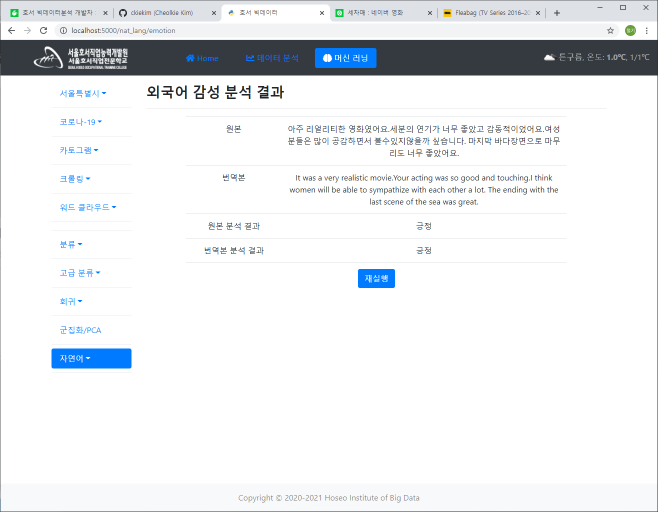 호서 빅데이터분석 개발자
ckiekim (Cheolkie Kim)
호서 빅데이터
세자매 : 네이버 영화
Fleabag (TV Series 2016–20
localhost:5000/nat_lang/emotion
서울호서직업능력개발원
서울호서직업전문학교
Home
데이터 분석
머신 러닝
튼구름, 온도: 1.0℃, 1/1℃
서울특별시
코로나-19
카토그램
크롤링
워드 클라우드
분류
고급 분류
회귀
군집화/PCA
자연어
외국어 감성 분석 결과
원본
아주 리얼리티한 영화였어요.세분의 연기가 너무 좋았고 감동적이었어요.여성
분들은 많이 공감하면서 볼수있지않을까 싶습니다. 마지막 바다장면으로 마무
리도 너무 좋았어요.
번역본
It was a very realistic movie.Your acting was so good and touching.I think
women will be able to sympathize with each other a lot. The ending with the
last scene of the sea was great.
원본 분석 결과
긍정
번역본 분석 결과
긍정
재실행
Copyright © 2020-2021 Hoseo Institute of Big Data